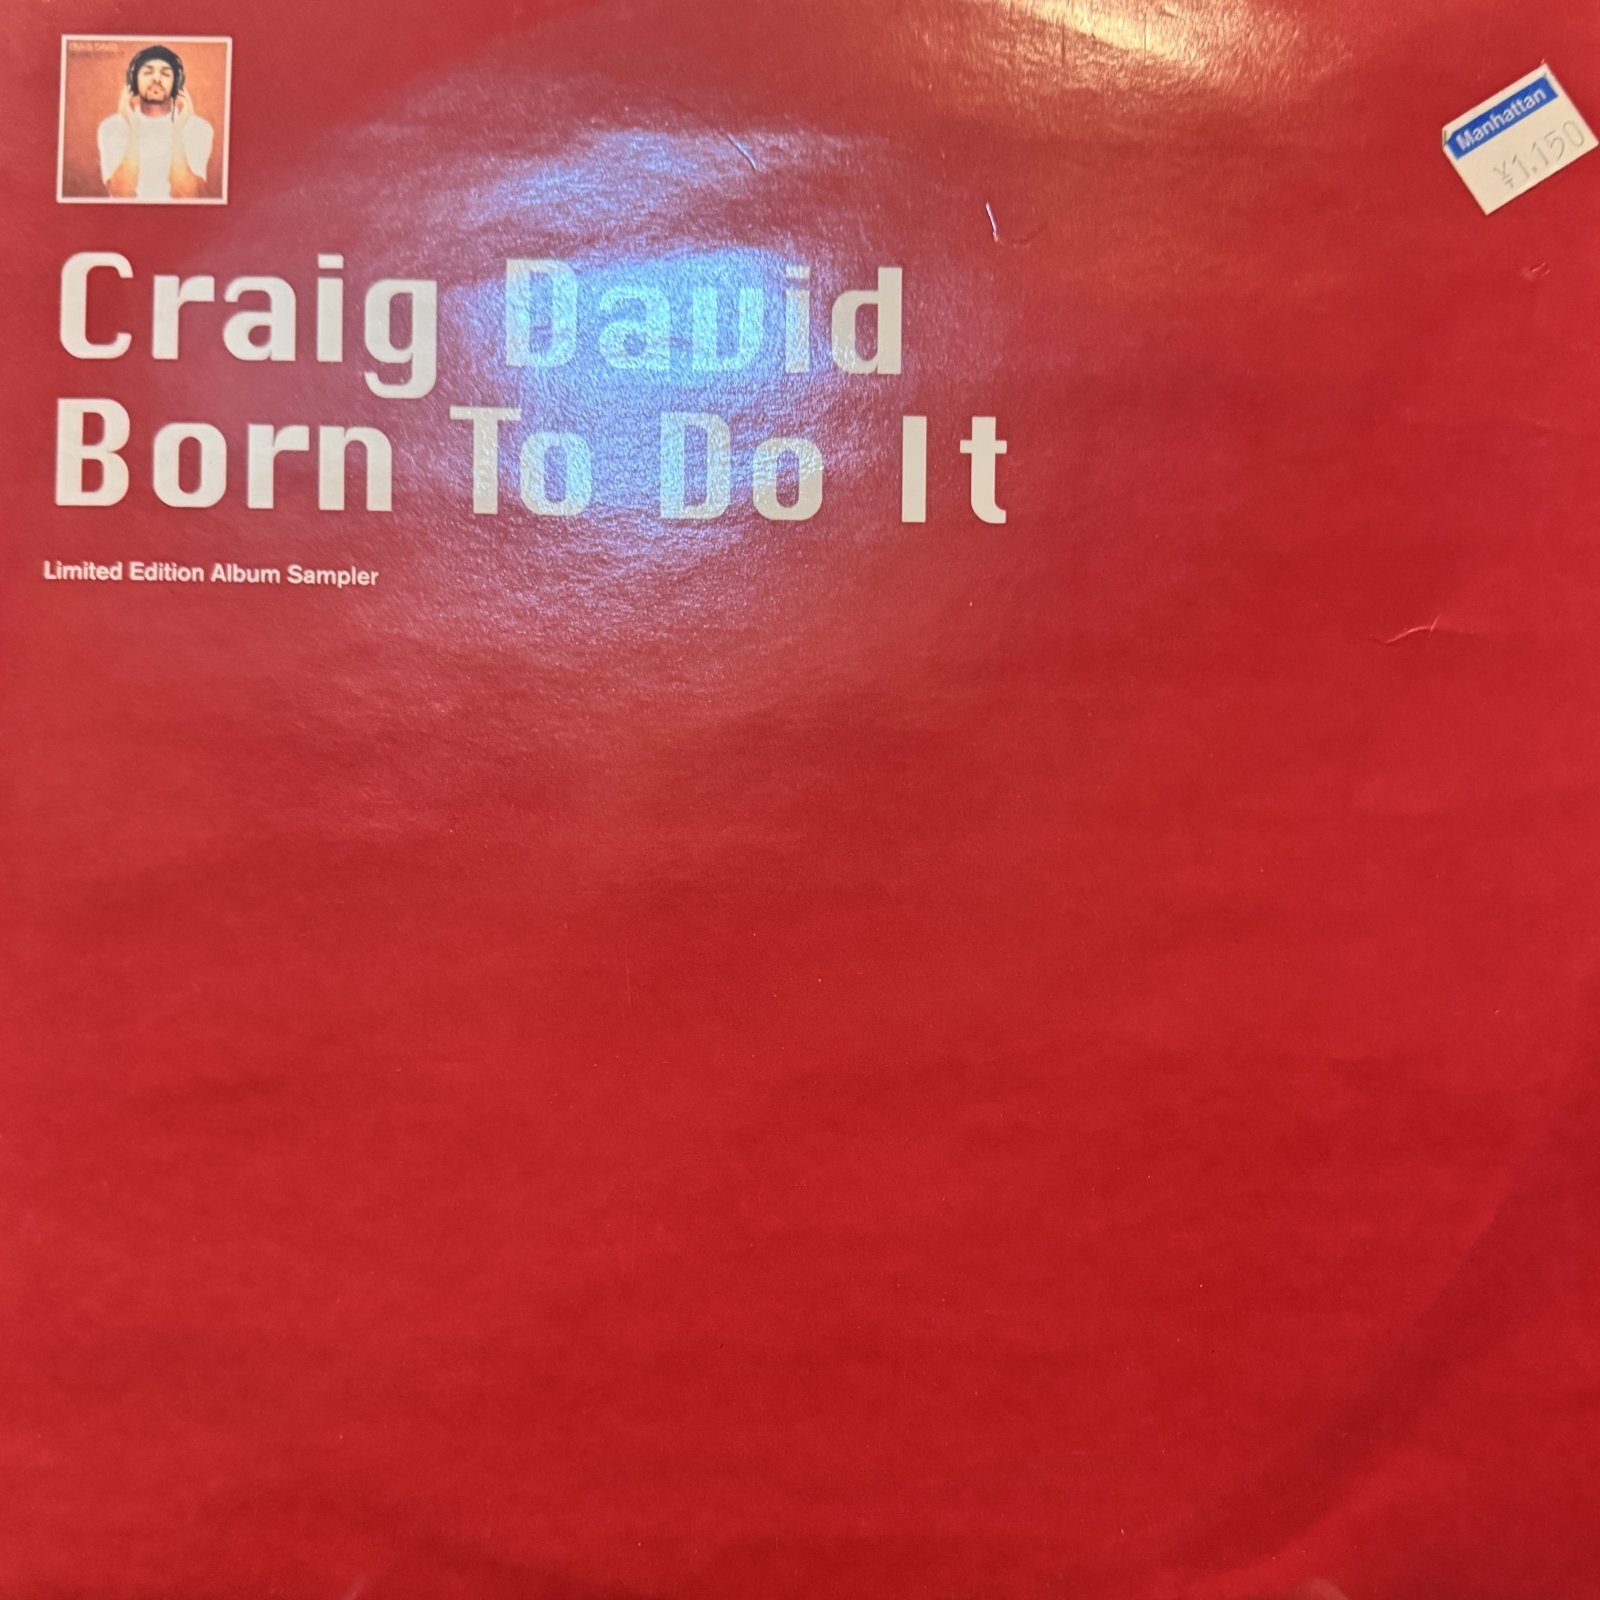 Manhattan
¥1,150
Craig David
Born To Do It
Limited Edition Album Sampler